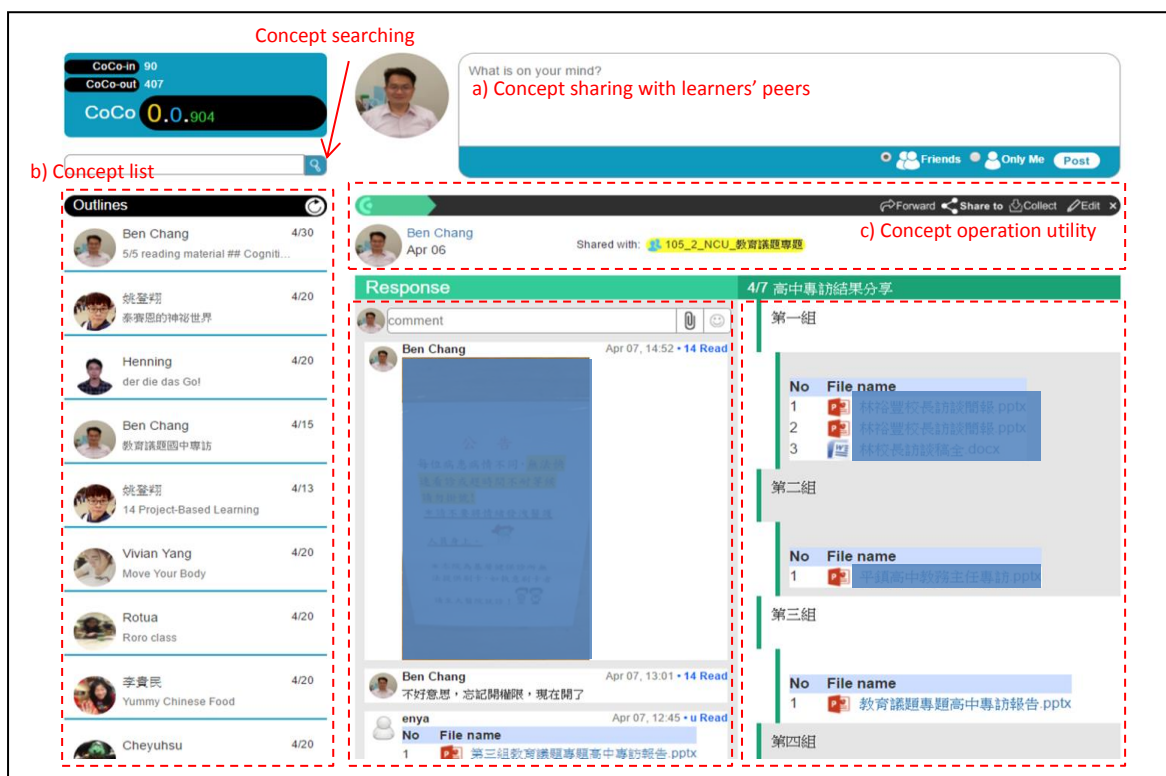 Concept searching
CoCo-in 90
CoCo-out 407
CoCo 0.0.904
What is on your mind?
a) Concept sharing with learners' peers
Friends Only Me Post
b) Concept list
Outlines
Ben Chang 4/30
5/5 reading material ## Cogniti...
姚登翔 4/20
泰賽恩的神祕世界
Henning 4/20
der die das Go!
Ben Chang 4/15
教育議題國中專訪
姚登翔 4/13
14 Project-Based Learning
Vivian Yang 4/20
Move Your Body
Rotua 4/20
Roro class
李貴民 4/20
Yummy Chinese Food
Cheyuhsu 4/20
Forward Share to Collect Edit ×
c) Concept operation utility
Ben Chang
Apr 06
Shared with: 105_2_NCU_教育議題專題
Response
comment
Ben Chang Apr 07, 14:52 • 14 Read
公 告
Ben Chang Apr 07, 13:01 • 14 Read
不好意思，忘記開權限，現在開了
enya Apr 07, 12:45 • u Read
No File name
1 第三組教育議題專題高中專訪報告.pptx
4/7 高中專訪結果分享
第一組
No File name
1 林裕豐校長訪談簡報.pptx
2 林裕豐校長訪談簡報.pptx
3 林校長訪談稿全.docx
第二組
No File name
1 平鎮高中教務主任專訪.pptx
第三組
No File name
1 教育議題專題高中專訪報告.pptx
第四組